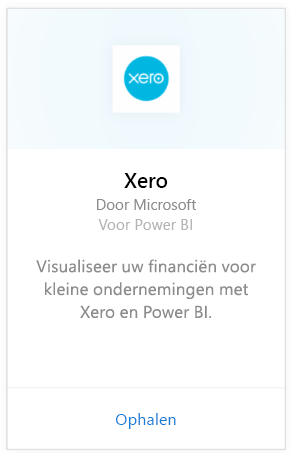 xero
Xero
Door Microsoft
Voor Power BI
Visualiseer uw financiën voor
kleine ondernemingen met
Xero en Power BI.
Ophalen